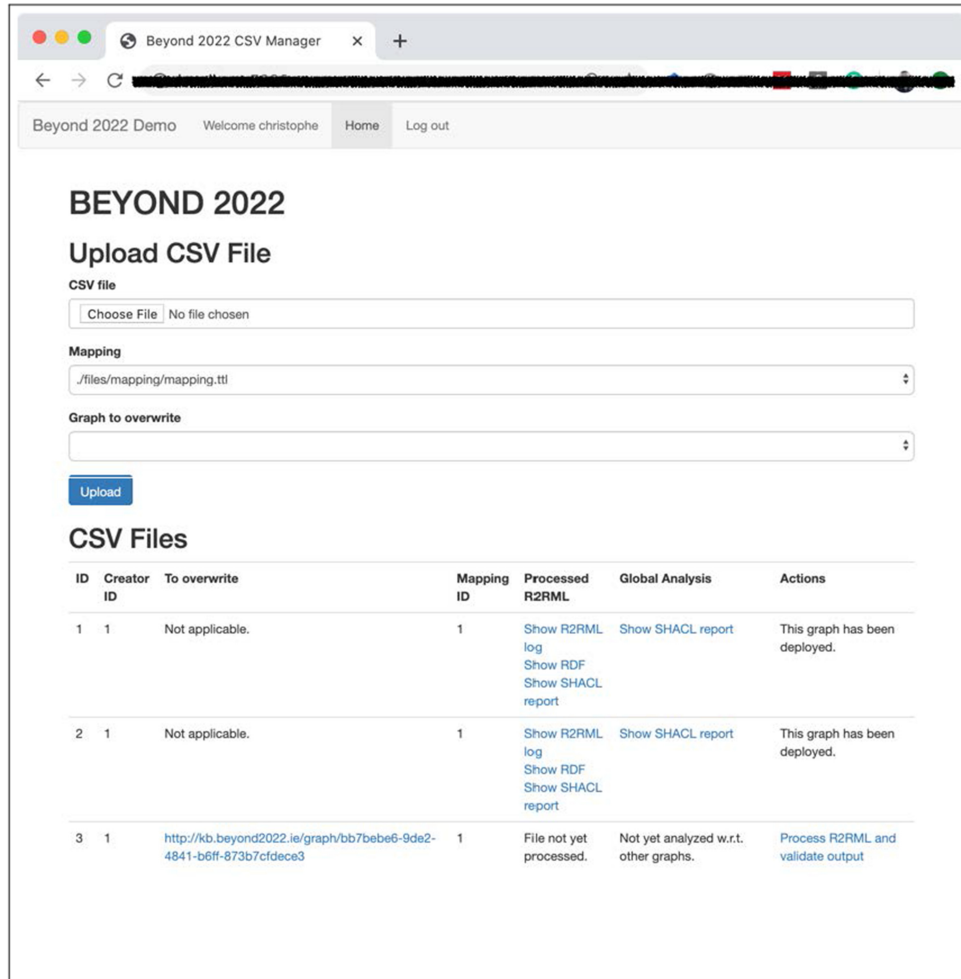 Beyond 2022 CSV Manager
Beyond 2022 Demo Welcome christophe Home Log out
BEYOND 2022
Upload CSV File
CSV file
Choose File No file chosen
Mapping
./files/mapping/mapping.ttl
Graph to overwrite
Upload
CSV Files
ID Creator To overwrite Mapping Processed Global Analysis Actions
ID ID R2RML
1 1 Not applicable. 1 Show R2RML Show SHACL report This graph has been
log deployed.
Show RDF
Show SHACL
report
2 1 Not applicable. 1 Show R2RML Show SHACL report This graph has been
log deployed.
Show RDF
Show SHACL
report
3 1 http://kb.beyond2022.ie/graph/bb7bebe6-9de2- 1 File not yet Not yet analyzed w.r.t. Process R2RML and
4841-b6ff-873b7cfdece3 processed. other graphs. validate output